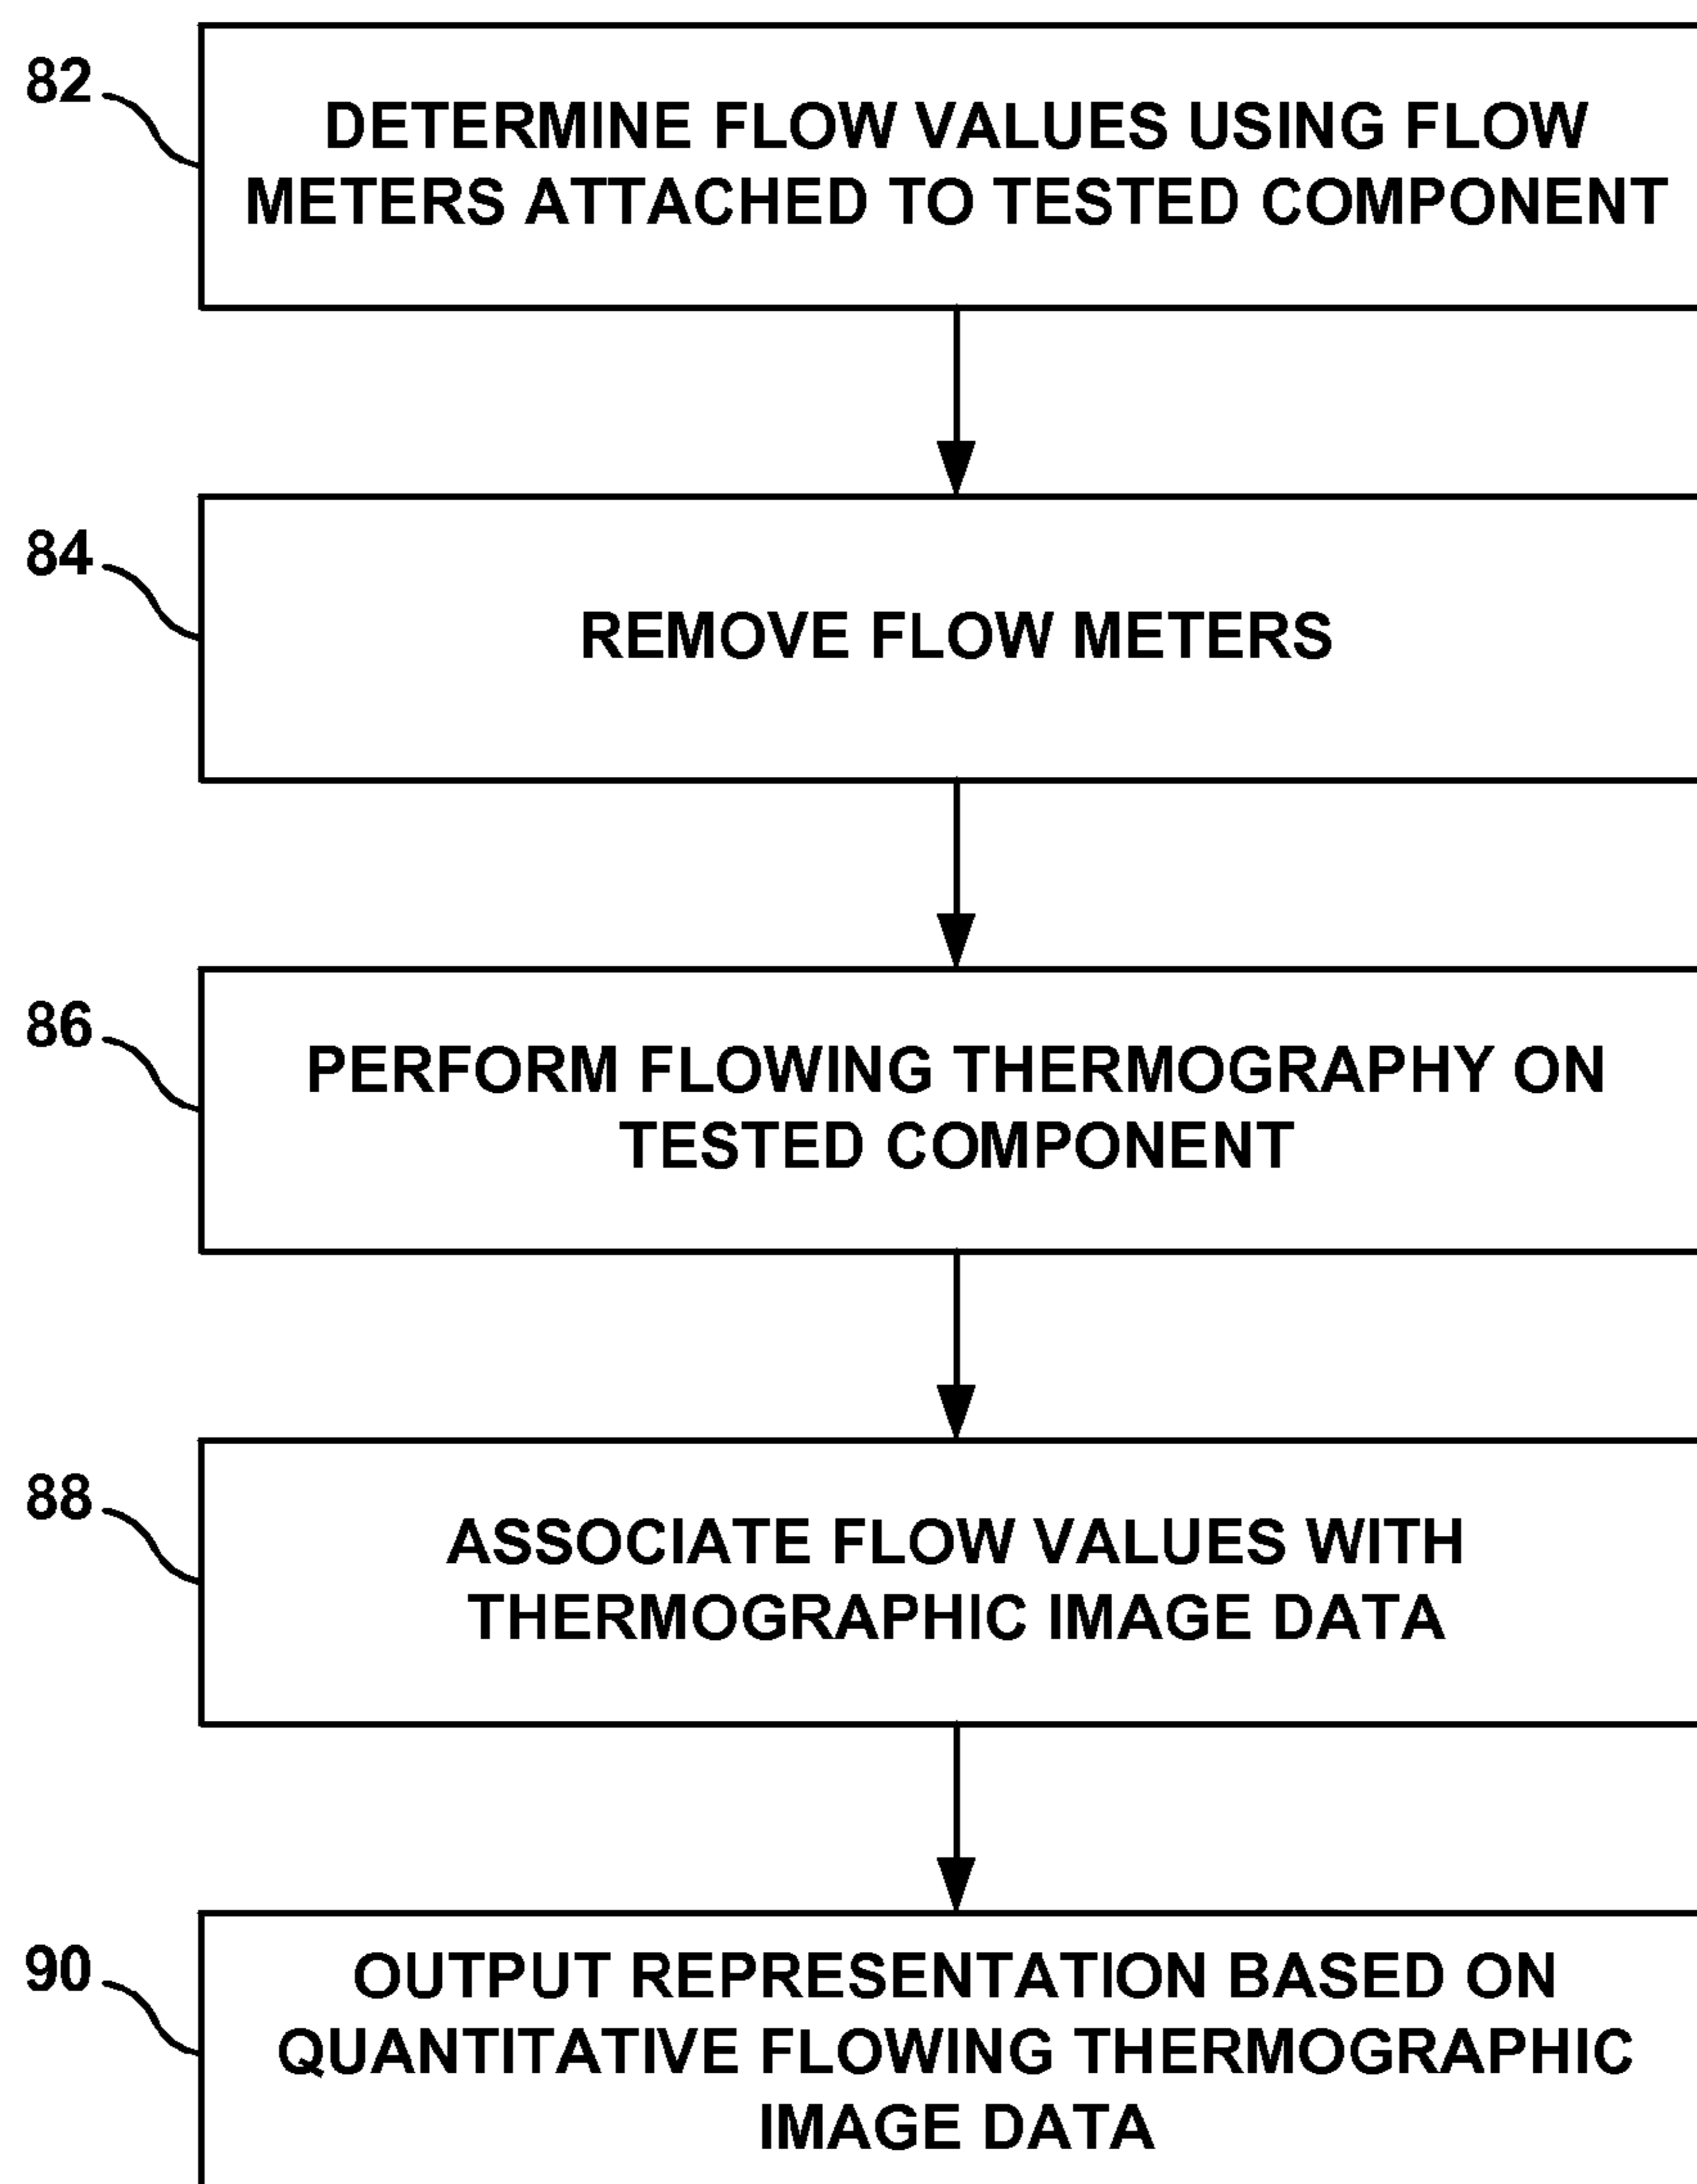 82
DETERMINE FLOW VALUES USING FLOW
METERS ATTACHED TO TESTED COMPONENT
84
REMOVE FLOW METERS
86
PERFORM FLOWING THERMOGRAPHY ON
TESTED COMPONENT
88
ASSOCIATE FLOW VALUES WITH
THERMOGRAPHIC IMAGE DATA
90
OUTPUT REPRESENTATION BASED ON
QUANTITATIVE FLOWING THERMOGRAPHIC
IMAGE DATA